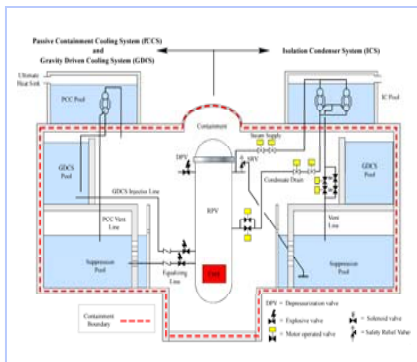 Passive Containment Cooling System (PCCS)
and
Gravity Driven Cooling System (GDCS)
Isolation Condenser System (ICS)
Ultimate
Heat Sink
PCC Pool
IC Pool
Containment
Steam Supply
DPV
SRV
GDCS
Pool
Condensate Drain
GDCS
Pool
GDCS Injection Line
RPV
PCC Vent
Line
Vent
Line
Suppression
Pool
Equalizing
Line
Core
Suppression
Pool
Containment
Boundary
DPV = Depressurization valve
= Explosive valve
= Motor operated valve
= Solenoid valve
= Safety Relief Valve